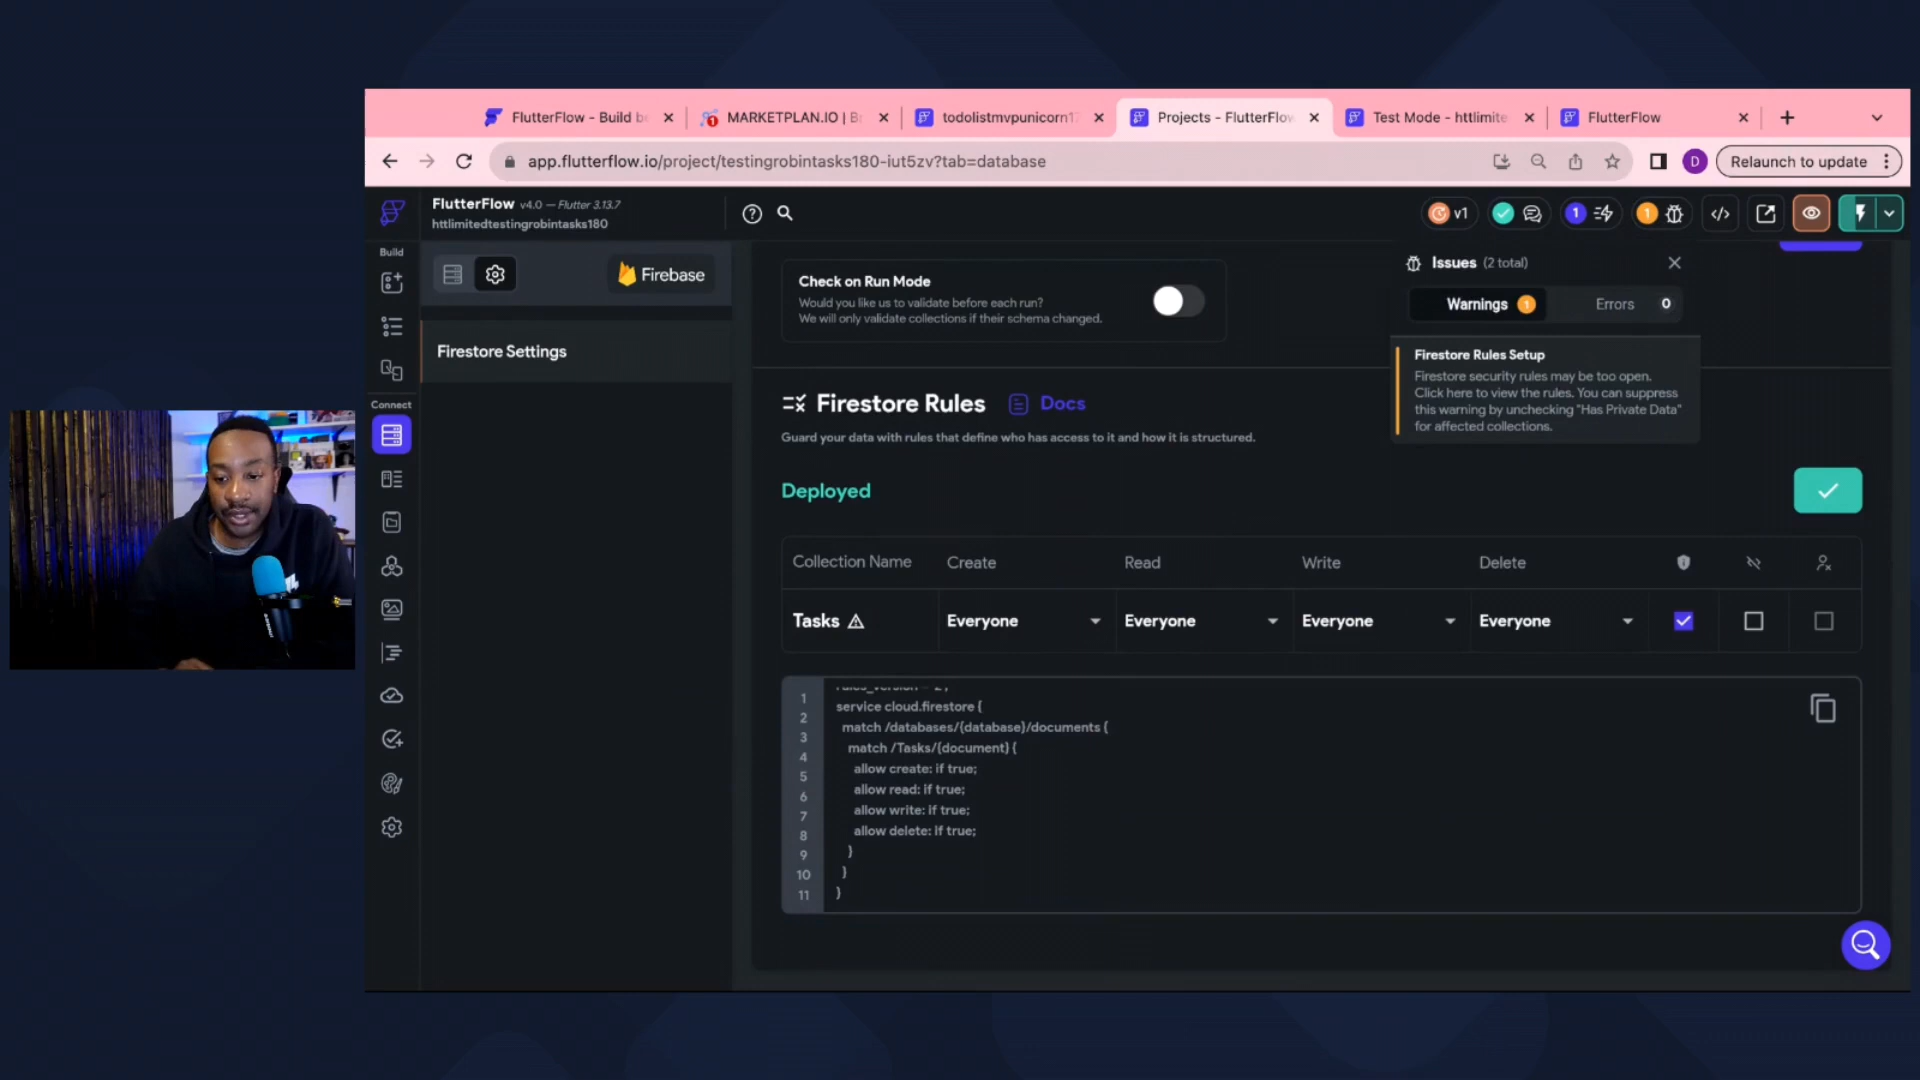 FlutterFlow - Build be
MARKETPLAN.IO | B
todolistmvpunicorn1
Projects - FlutterFlow
Test Mode - httlimite
FlutterFlow
app.flutterflow.io/project/testingrobintasks180-iut5zv?tab=database
D
Relaunch to update
FlutterFlow v4.0 — Flutter 3.13.7
httlimitedtestingrobintasks180
v1
1
1
Build
Connect
Firebase
Firestore Settings
Check on Run Mode
Would you like us to validate before each run?
We will only validate collections if their schema changed.
Issues (2 total)
Warnings 1
Errors 0
Firestore Rules Setup
Firestore security rules may be too open.
Click here to view the rules. You can suppress
this warning by unchecking "Has Private Data"
for affected collections.
Firestore Rules
Docs
Guard your data with rules that define who has access to it and how it is structured.
Deployed
Collection Name Create Read Write Delete
Tasks Everyone Everyone Everyone Everyone
1
2 service cloud.firestore {
3 match /databases/{database}/documents {
4 match /Tasks/{document} {
5 allow create: if true;
6 allow read: if true;
7 allow write: if true;
8 allow delete: if true;
9 }
10 }
11 }